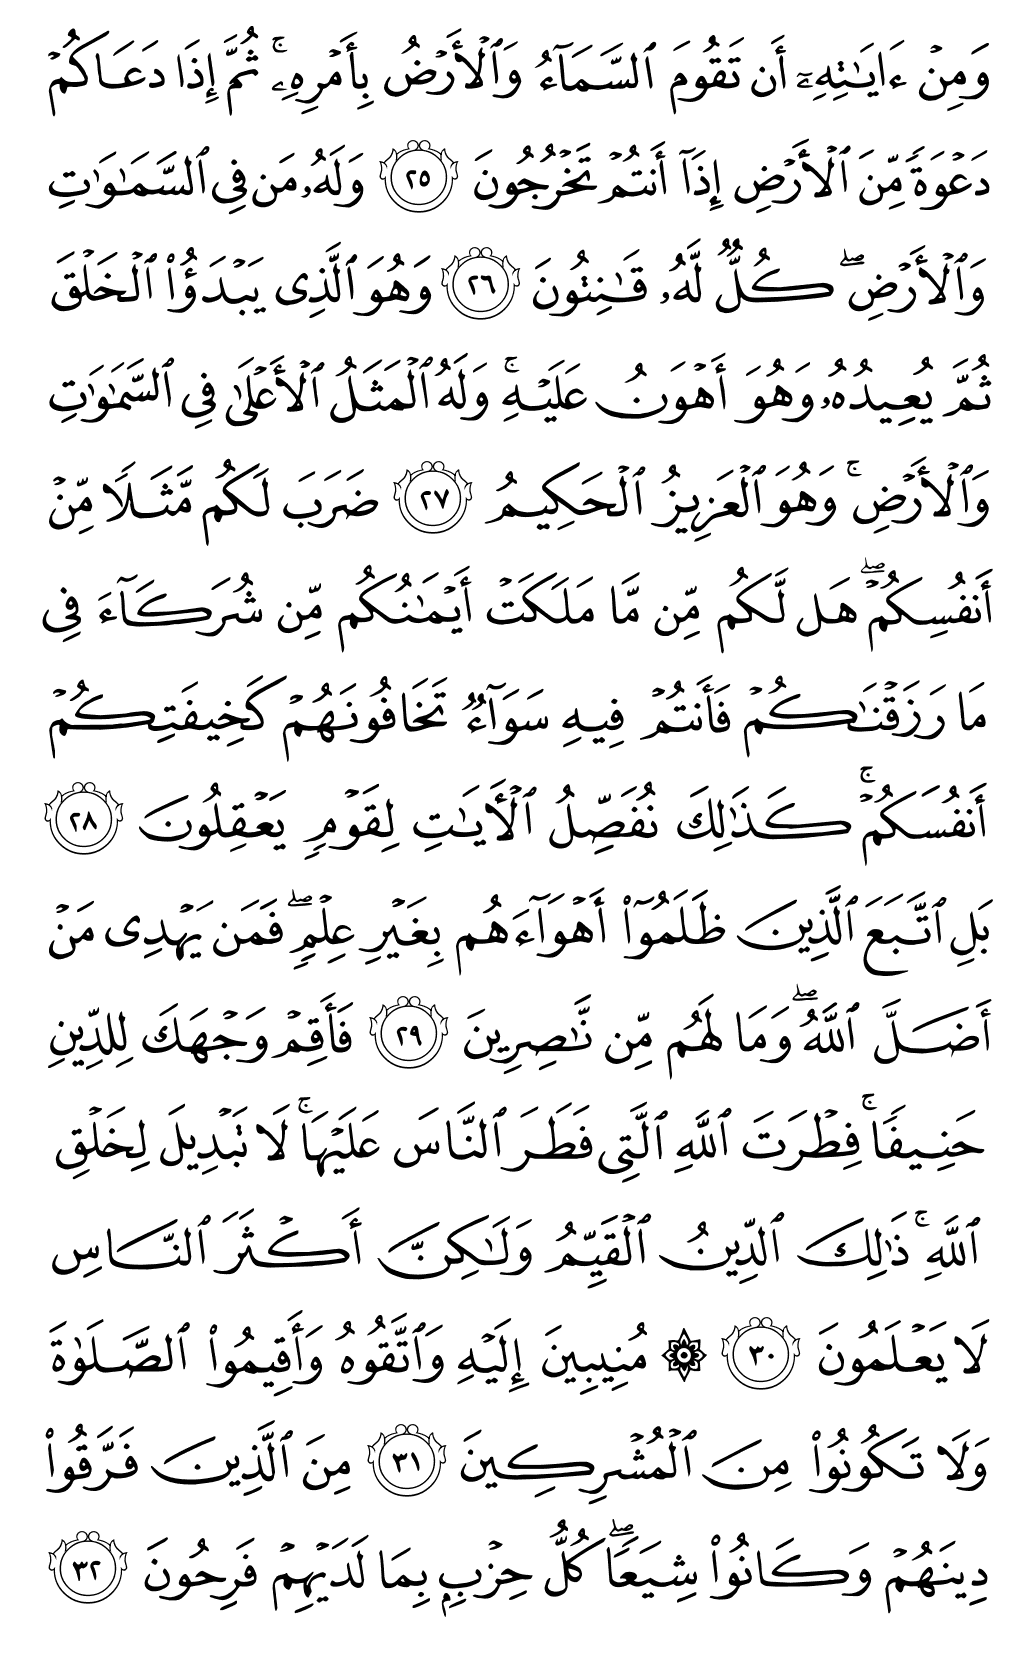 وَمِنْ ءَايَـٰتِهِۦٓ أَن تَقُومَ ٱلسَّمَآءُ وَٱلْأَرْضُ بِأَمْرِهِۦ ۚ ثُمَّ إِذَا دَعَاكُمْ
دَعْوَةً مِّنَ ٱلْأَرْضِ إِذَآ أَنتُمْ تَخْرُجُونَ ٢٥ وَلَهُۥ مَن فِى ٱلسَّمَـٰوَٰتِ
وَٱلْأَرْضِ ۖ كُلٌّ لَّهُۥ قَـٰنِتُونَ ٢٦ وَهُوَ ٱلَّذِى يَبْدَؤُا۟ ٱلْخَلْقَ
ثُمَّ يُعِيدُهُۥ وَهُوَ أَهْوَنُ عَلَيْهِ ۚ وَلَهُ ٱلْمَثَلُ ٱلْأَعْلَىٰ فِى ٱلسَّمَـٰوَٰتِ
وَٱلْأَرْضِ ۚ وَهُوَ ٱلْعَزِيزُ ٱلْحَكِيمُ ٢٧ ضَرَبَ لَكُم مَّثَلًا مِّنْ
أَنفُسِكُمْ ۖ هَل لَّكُم مِّن مَّا مَلَكَتْ أَيْمَـٰنُكُم مِّن شُرَكَآءَ فِى
مَا رَزَقْنَـٰكُمْ فَأَنتُمْ فِيهِ سَوَآءٌ تَخَافُونَهُمْ كَخِيفَتِكُمْ
أَنفُسَكُمْ ۚ كَذَٰلِكَ نُفَصِّلُ ٱلْـَٔايَـٰتِ لِقَوْمٍ يَعْقِلُونَ ٢٨
بَلِ ٱتَّبَعَ ٱلَّذِينَ ظَلَمُوٓا۟ أَهْوَآءَهُم بِغَيْرِ عِلْمٍ ۖ فَمَن يَهْدِى مَنْ
أَضَلَّ ٱللَّهُ ۖ وَمَا لَهُم مِّن نَّـٰصِرِينَ ٢٩ فَأَقِمْ وَجْهَكَ لِلدِّينِ
حَنِيفًا ۚ فِطْرَتَ ٱللَّهِ ٱلَّتِى فَطَرَ ٱلنَّاسَ عَلَيْهَا ۚ لَا تَبْدِيلَ لِخَلْقِ
ٱللَّهِ ۚ ذَٰلِكَ ٱلدِّينُ ٱلْقَيِّمُ وَلَـٰكِنَّ أَكْثَرَ ٱلنَّاسِ
لَا يَعْلَمُونَ ٣٠ ۞ مُنِيبِينَ إِلَيْهِ وَٱتَّقُوهُ وَأَقِيمُوا۟ ٱلصَّلَوٰةَ
وَلَا تَكُونُوا۟ مِنَ ٱلْمُشْرِكِينَ ٣١ مِنَ ٱلَّذِينَ فَرَّقُوا۟
دِينَهُمْ وَكَانُوا۟ شِيَعًا ۖ كُلُّ حِزْبٍۭ بِمَا لَدَيْهِمْ فَرِحُونَ ٣٢